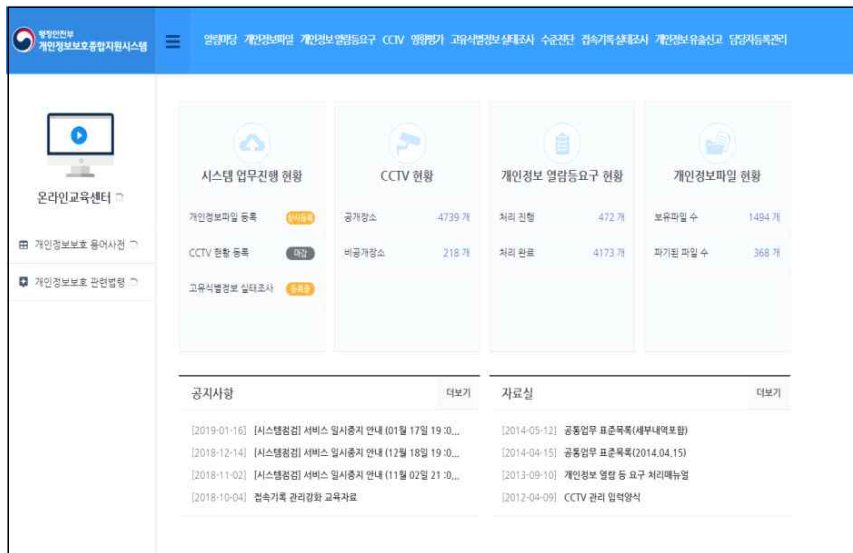 행정안전부
개인정보보호종합지원시스템
알림마당 개인정보파일 개인정보 열람등요구 CCTV 영향평가 고유식별정보 실태조사 수준진단 접속기록 실태조사 개인정보 유출신고 담당자등록관리
온라인교육센터
개인정보보호 용어사전
개인정보보호 관련법령
시스템 업무진행 현황
개인정보파일 등록 상시등록
CCTV 현황 등록 마감
고유식별정보 실태조사 등록중
CCTV 현황
공개장소 4739 개
비공개장소 218 개
개인정보 열람등요구 현황
처리 진행 472 개
처리 완료 4173 개
개인정보파일 현황
보유파일 수 1494 개
파기된 파일 수 368 개
공지사항 더보기
[2019-01-16] [시스템점검] 서비스 일시중지 안내 (01월 17일 19 :0...
[2018-12-14] [시스템점검] 서비스 일시중지 안내 (12월 18일 19 :0...
[2018-11-02] [시스템점검] 서비스 일시중지 안내 (11월 02일 21 :0...
[2018-10-04] 접속기록 관리강화 교육자료
자료실 더보기
[2014-05-12] 공통업무 표준목록(세부내역포함)
[2014-04-15] 공통업무 표준목록(2014.04.15)
[2013-09-10] 개인정보 열람 등 요구 처리매뉴얼
[2012-04-09] CCTV 관리 입력양식